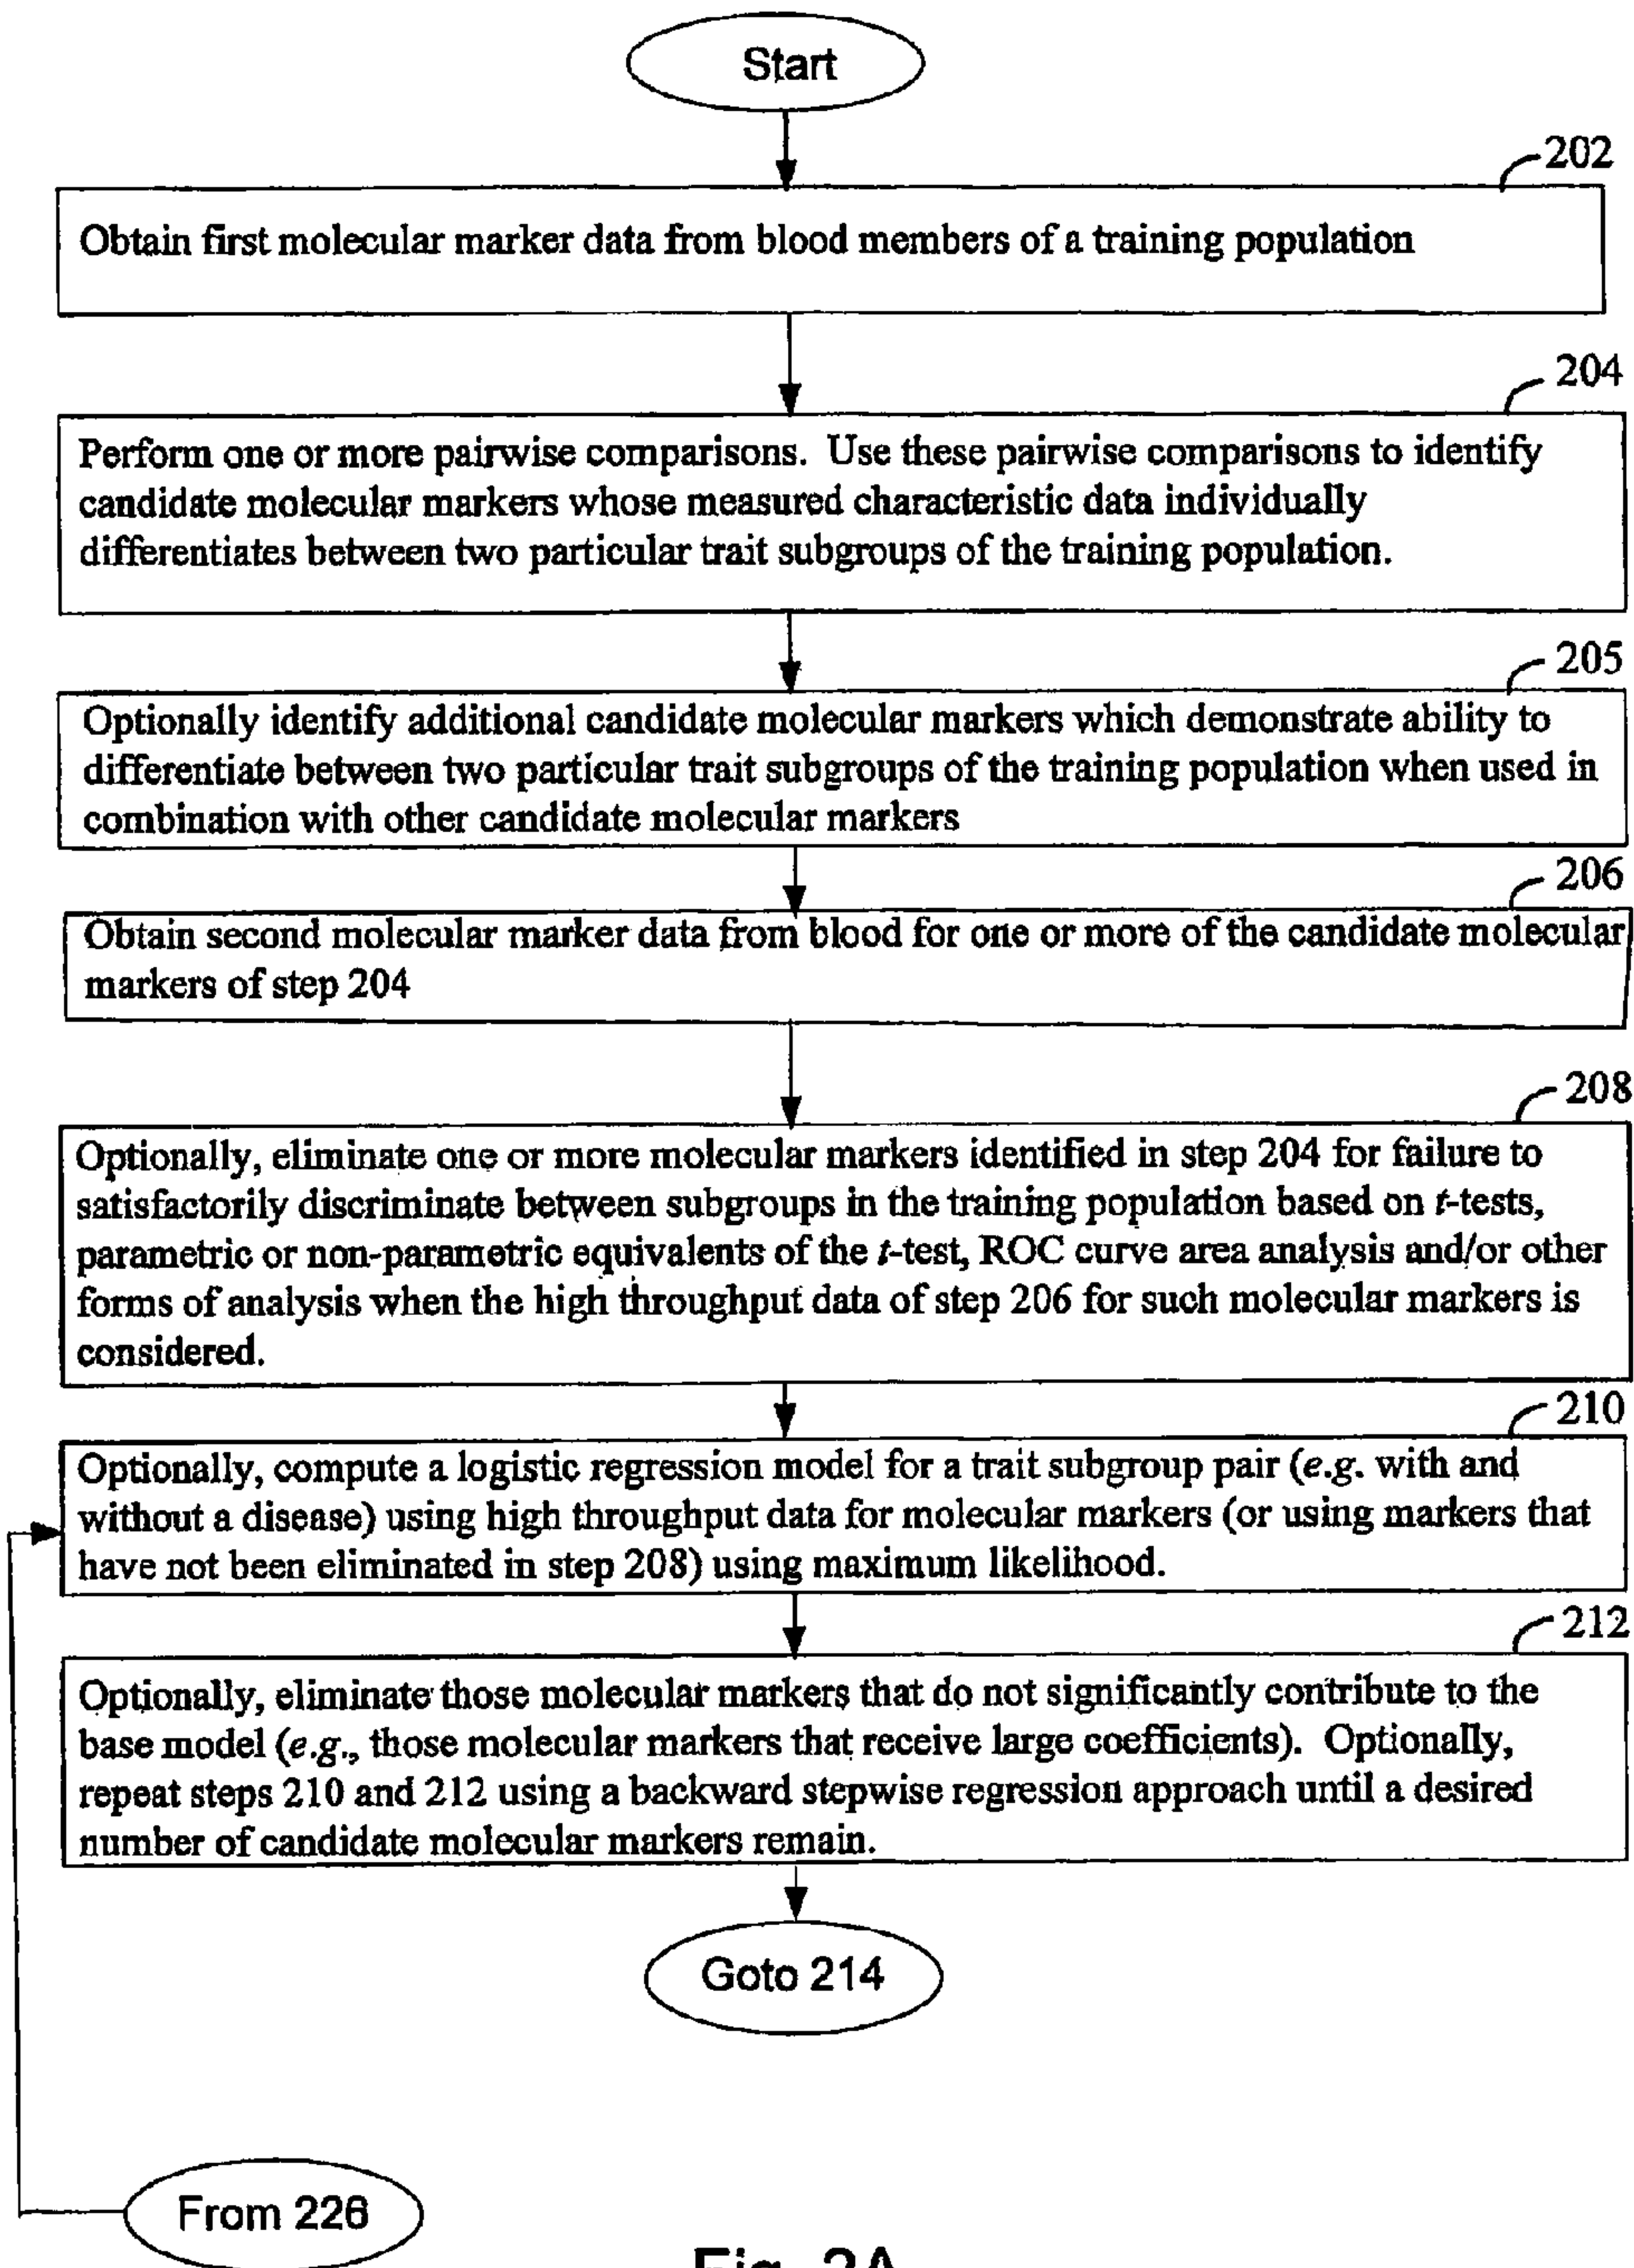 Start
202
Obtain first molecular marker data from blood members of a training population
204
Perform one or more pairwise comparisons. Use these pairwise comparisons to identify
candidate molecular markers whose measured characteristic data individually
differentiates between two particular trait subgroups of the training population.
205
Optionally identify additional candidate molecular markers which demonstrate ability to
differentiate between two particular trait subgroups of the training population when used in
combination with other candidate molecular markers
206
Obtain second molecular marker data from blood for one or more of the candidate molecular
markers of step 204
208
Optionally, eliminate one or more molecular markers identified in step 204 for failure to
satisfactorily discriminate between subgroups in the training population based on t-tests,
parametric or non-parametric equivalents of the t-test, ROC curve area analysis and/or other
forms of analysis when the high throughput data of step 206 for such molecular markers is
considered.
210
Optionally, compute a logistic regression model for a trait subgroup pair (e.g. with and
without a disease) using high throughput data for molecular markers (or using markers that
have not been eliminated in step 208) using maximum likelihood.
212
Optionally, eliminate those molecular markers that do not significantly contribute to the
base model (e.g., those molecular markers that receive large coefficients). Optionally,
repeat steps 210 and 212 using a backward stepwise regression approach until a desired
number of candidate molecular markers remain.
Goto 214
From 226
Fig. 2A